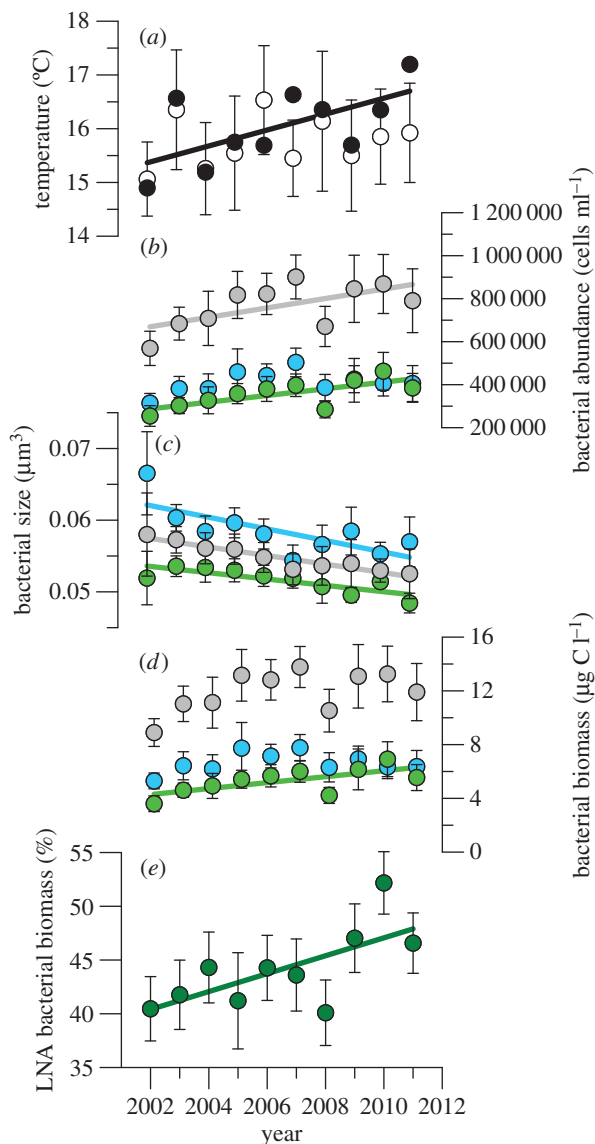 (a)
temperature (ºC)
18
17
16
15
14
(b)
bacterial abundance (cells ml⁻¹)
1 200 000
1 000 000
800 000
600 000
400 000
200 000
(c)
bacterial size (µm³)
0.07
0.06
0.05
(d)
bacterial biomass (µg C l⁻¹)
16
12
8
4
0
(e)
LNA bacterial biomass (%)
55
50
45
40
35
2002 2004 2006 2008 2010 2012
year